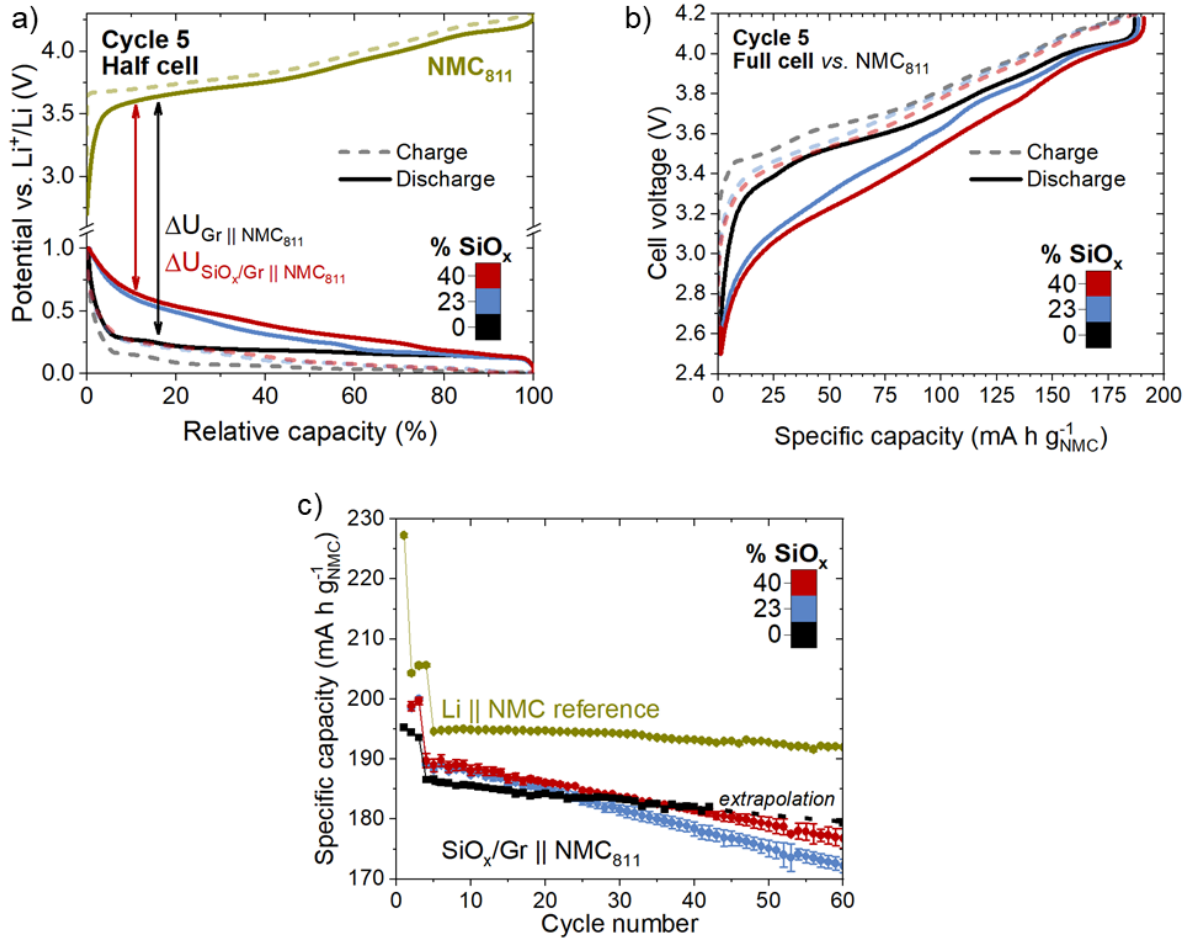 a)
Cycle 5
Half cell
NMC₈₁₁
Charge
Discharge
ΔU Gr || NMC₈₁₁
ΔU SiOₓ/Gr || NMC₈₁₁
% SiOₓ
40
23
0
4.0
3.5
3.0
1.0
0.5
0.0
Potential vs. Li⁺/Li (V)
0 20 40 60 80 100
Relative capacity (%)
b)
Cycle 5
Full cell vs. NMC₈₁₁
Charge
Discharge
% SiOₓ
40
23
0
4.2
4.0
3.8
3.6
3.4
3.2
3.0
2.8
2.6
2.4
Cell voltage (V)
0 25 50 75 100 125 150 175 200
Specific capacity (mA h g⁻¹NMC)
c)
% SiOₓ
40
23
0
Li || NMC reference
extrapolation
SiOₓ/Gr || NMC₈₁₁
230
220
210
200
190
180
170
Specific capacity (mA h g⁻¹NMC)
0 10 20 30 40 50 60
Cycle number